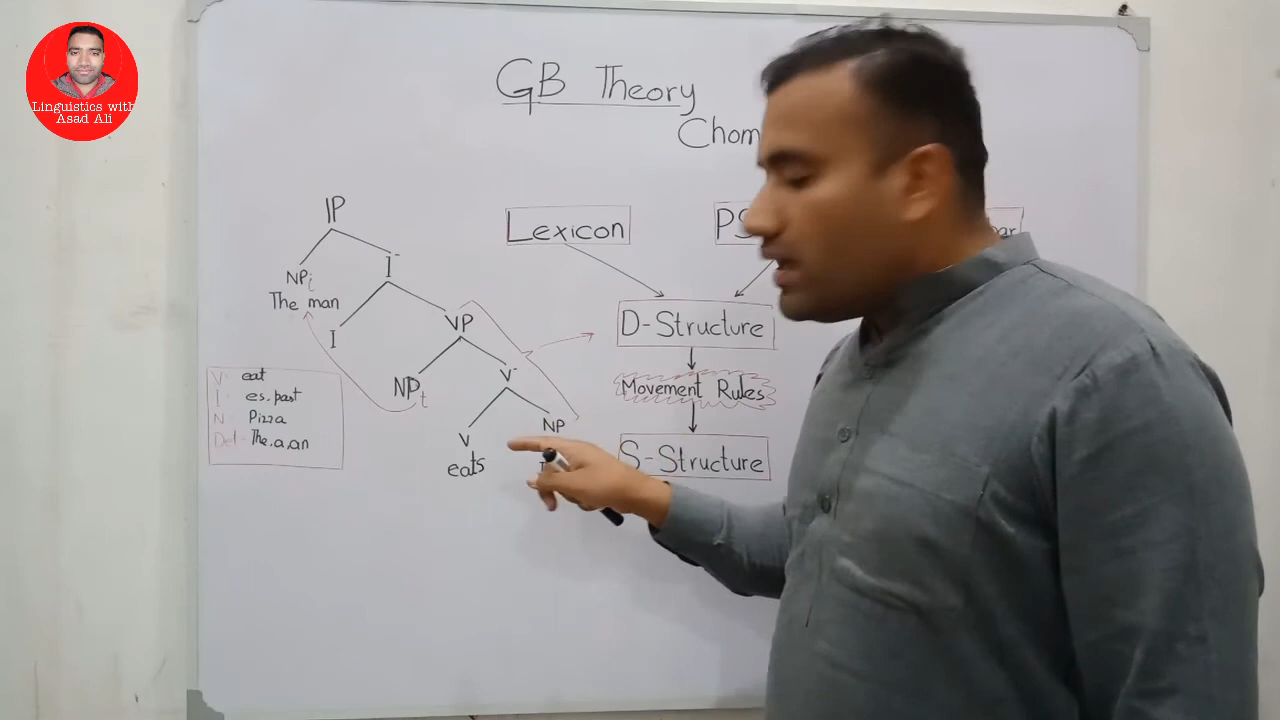 Linguistics with
Asad Ali
GB Theory
Chom
IP
NPi
The man
I-
I
VP
NPt
V-
V
eats
NP
V: eat
I: es.past
N: Pizza
Det: The.a.an
Lexicon
PS
bar
D-Structure
Movement Rules
S-Structure